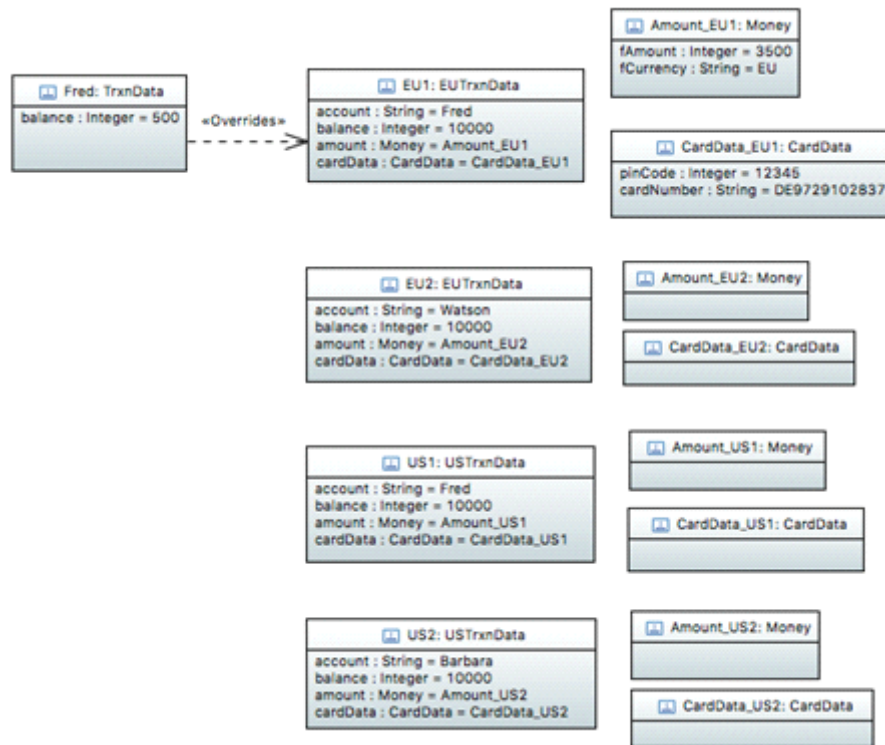 Fred: TrxnData
balance : Integer = 500
«Overrides»
EU1: EUTrxnData
account : String = Fred
balance : Integer = 10000
amount : Money = Amount_EU1
cardData : CardData = CardData_EU1
Amount_EU1: Money
fAmount : Integer = 3500
fCurrency : String = EU
CardData_EU1: CardData
pinCode : Integer = 12345
cardNumber : String = DE9729102837
EU2: EUTrxnData
account : String = Watson
balance : Integer = 10000
amount : Money = Amount_EU2
cardData : CardData = CardData_EU2
Amount_EU2: Money
CardData_EU2: CardData
US1: USTrxnData
account : String = Fred
balance : Integer = 10000
amount : Money = Amount_US1
cardData : CardData = CardData_US1
Amount_US1: Money
CardData_US1: CardData
US2: USTrxnData
account : String = Barbara
balance : Integer = 10000
amount : Money = Amount_US2
cardData : CardData = CardData_US2
Amount_US2: Money
CardData_US2: CardData